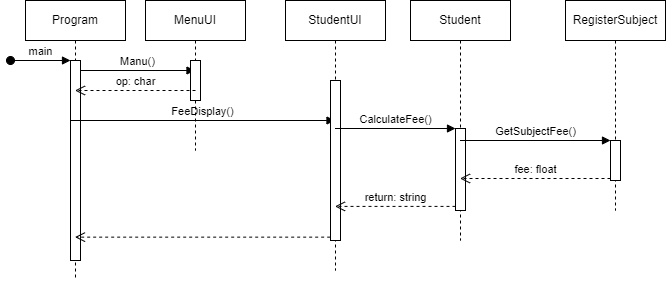 Program
MenuUI
StudentUI
Student
RegisterSubject
main
Manu()
op: char
FeeDisplay()
CalculateFee()
GetSubjectFee()
fee: float
return: string